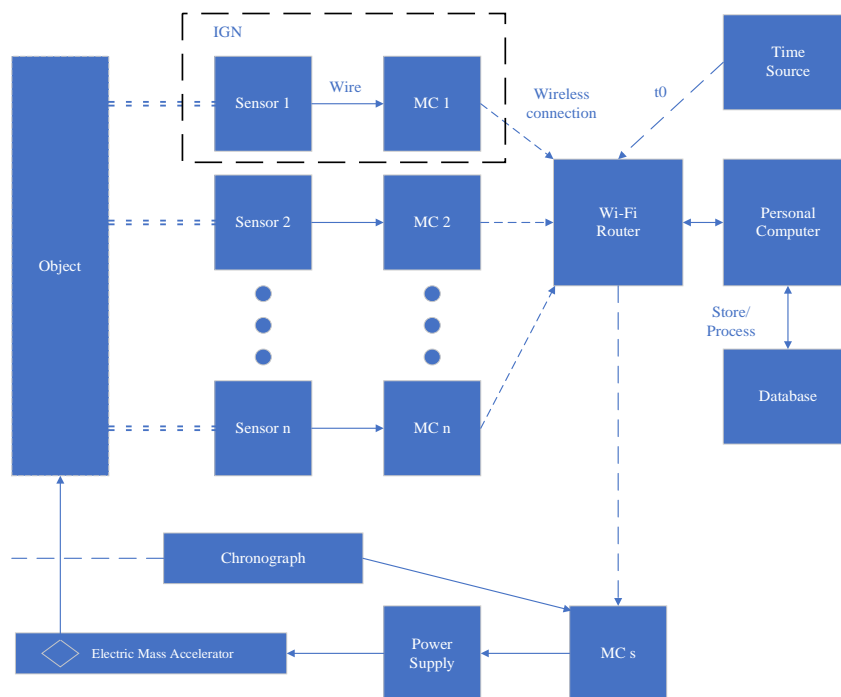 IGN
Time
Source
Sensor 1
Wire
MC 1
Wireless
connection
t0
Sensor 2
MC 2
Wi-Fi
Router
Personal
Computer
Object
Store/
Process
Sensor n
MC n
Database
Chronograph
Electric Mass Accelerator
Power
Supply
MC s